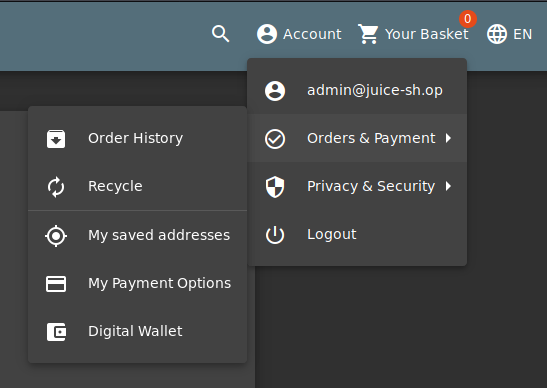 Account
Your Basket
0
EN
admin@juice-sh.op
Orders & Payment
Privacy & Security
Logout
Order History
Recycle
My saved addresses
My Payment Options
Digital Wallet